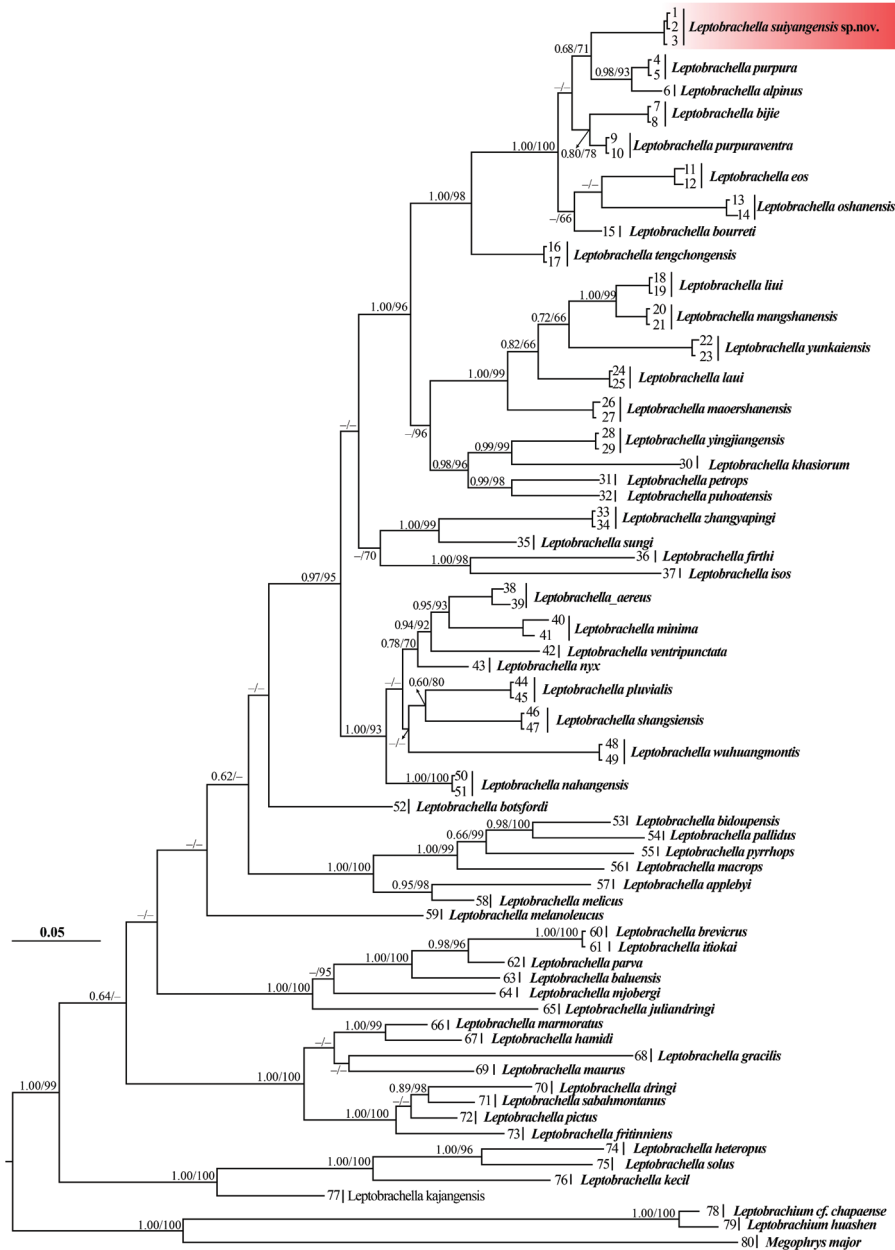 1
2 Leptobrachella suiyangensis sp.nov.
3
0.68/71
4
0.98/93 5 Leptobrachella purpura
6 Leptobrachella alpinus
–/–
7
8 Leptobrachella bijie
9
10 Leptobrachella purpuraventra
1.00/100
0.80/78
11
12 Leptobrachella eos
–/–
13
14 Leptobrachella oshanensis
–/66
15 Leptobrachella bourreti
1.00/98
16
17 Leptobrachella tengchongensis
18
19 Leptobrachella liui
1.00/99
20
21 Leptobrachella mangshanensis
1.00/96
0.72/66
22
23 Leptobrachella yunkaiensis
0.82/66
24
25 Leptobrachella laui
1.00/99
26
27 Leptobrachella maoershanensis
–/96
28
29 Leptobrachella yingjiangensis
0.99/99
30 Leptobrachella khasiorum
0.98/96
31 Leptobrachella petrops
0.99/98
32 Leptobrachella puhoatensis
–/–
33
34 Leptobrachella zhangyapingi
1.00/99
35 Leptobrachella sungi
–/70
36 Leptobrachella firthi
1.00/98
37 Leptobrachella isos
0.97/95
38
39 Leptobrachella_aereus
0.95/93
40
41 Leptobrachella minima
0.94/92
42 Leptobrachella ventripunctata
0.78/70
43 Leptobrachella nyx
0.60/80
44
45 Leptobrachella pluvialis
–/–
46
47 Leptobrachella shangsiensis
1.00/93
–/–
48
49 Leptobrachella wuhuangmontis
1.00/100
50
51 Leptobrachella nahangensis
–/–
52 Leptobrachella botsfordi
0.62/–
53 Leptobrachella bidoupensis
0.98/100
54 Leptobrachella pallidus
0.66/99
55 Leptobrachella pyrrhops
1.00/99
56 Leptobrachella macrops
1.00/100
57 Leptobrachella applebyi
0.95/98
58 Leptobrachella melicus
–/–
59 Leptobrachella melanoleucus
0.05
–/–
1.00/100 60 Leptobrachella brevicrus
61 Leptobrachella itiokai
0.98/96
62 Leptobrachella parva
1.00/100
63 Leptobrachella baluensis
–/95
64 Leptobrachella mjobergi
1.00/100
65 Leptobrachella juliandringi
0.64/–
66 Leptobrachella marmoratus
1.00/99
67 Leptobrachella hamidi
–/–
68 Leptobrachella gracilis
–/–
69 Leptobrachella maurus
1.00/100
70 Leptobrachella dringi
0.89/98
71 Leptobrachella sabahmontanus
–/–
72 Leptobrachella pictus
1.00/100
73 Leptobrachella fritinniens
1.00/99
74 Leptobrachella heteropus
1.00/96
75 Leptobrachella solus
1.00/100
76 Leptobrachella kecil
1.00/100
77 Leptobrachella kajangensis
78 Leptobrachium cf. chapaense
1.00/100
79 Leptobrachium huashen
1.00/100
80 Megophrys major